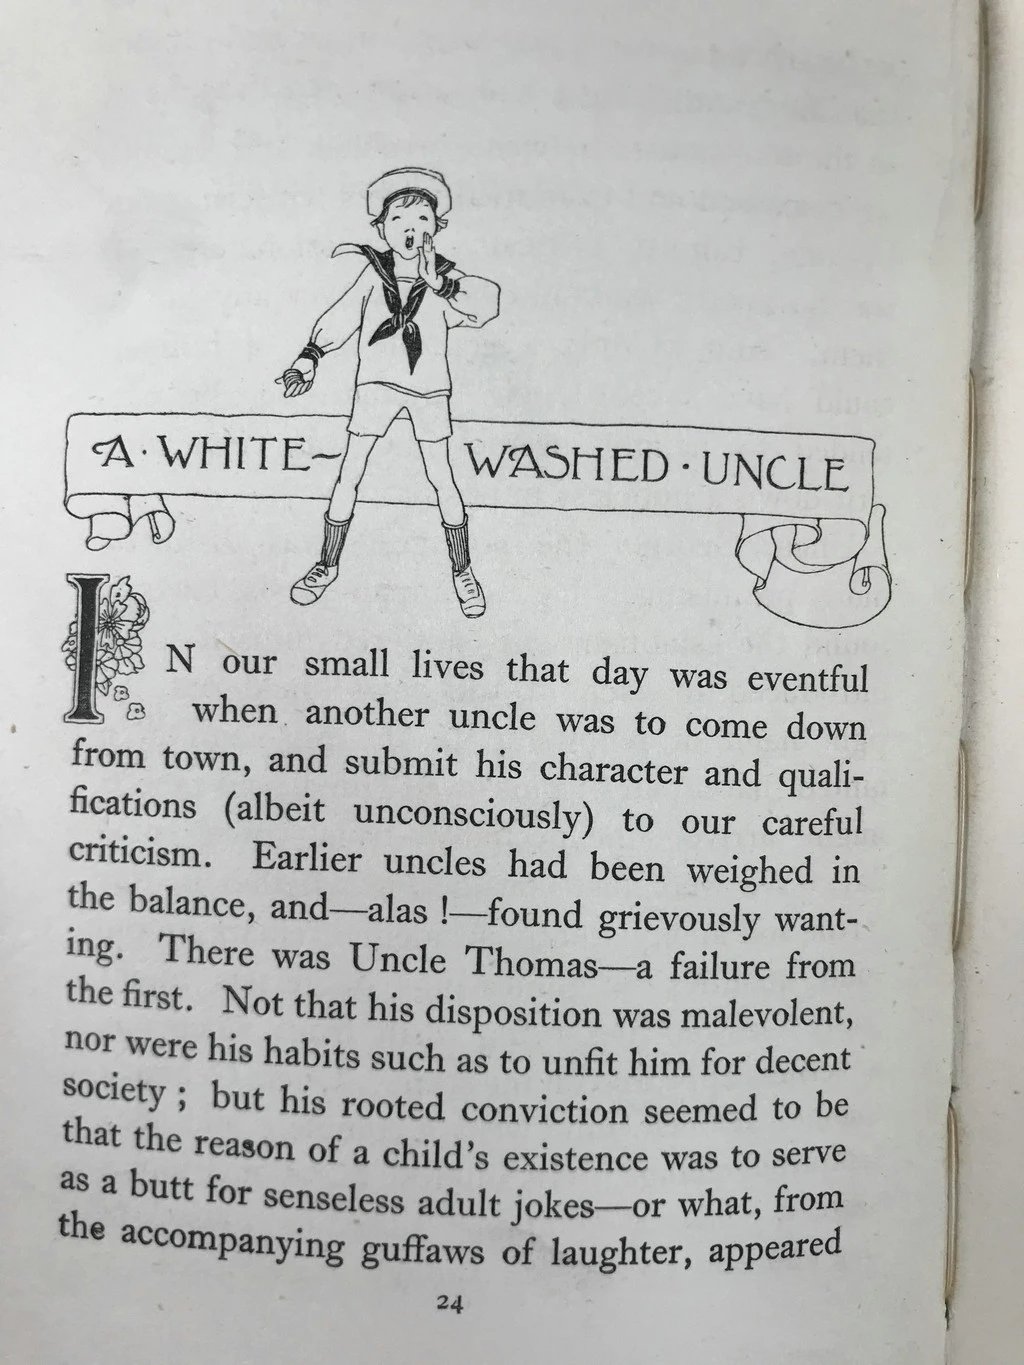 A · WHITE~WASHED · UNCLE
IN our small lives that day was eventful
when another uncle was to come down
from town, and submit his character and quali-
fications (albeit unconsciously) to our careful
criticism. Earlier uncles had been weighed in
the balance, and—alas !—found grievously want-
ing. There was Uncle Thomas—a failure from
the first. Not that his disposition was malevolent,
nor were his habits such as to unfit him for decent
society ; but his rooted conviction seemed to be
that the reason of a child's existence was to serve
as a butt for senseless adult jokes—or what, from
the accompanying guffaws of laughter, appeared
24